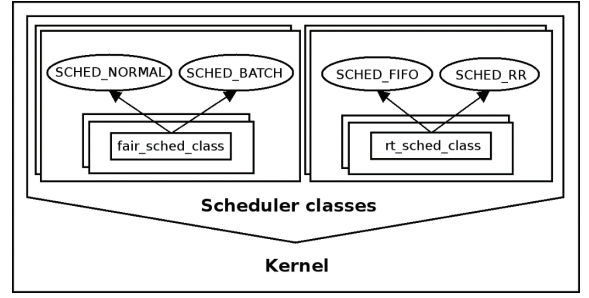 SCHED_NORMAL SCHED_BATCH SCHED_FIFO SCHED_RR
fair_sched_class rt_sched_class
Scheduler classes
Kernel